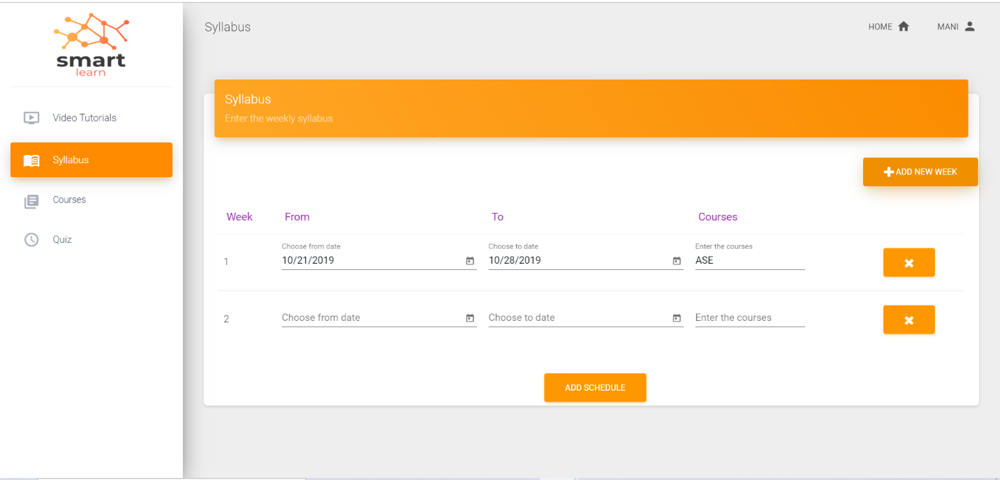 smart
learn
Video Tutorials
Syllabus
Courses
Quiz
Syllabus
HOME
MANI
Syllabus
Enter the weekly syllabus
ADD NEW WEEK
Week From To Courses
Choose from date Choose to date Enter the courses
1 10/21/2019 10/28/2019 ASE
2 Choose from date Choose to date Enter the courses
ADD SCHEDULE